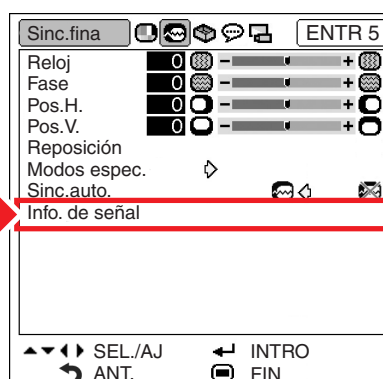 Sinc.fina ENTR 5
Reloj 0 - +
Fase 0 - +
Pos.H. 0 - +
Pos.V. 0 - +
Reposición
Modos espec.
Sinc.auto.
Info. de señal
SEL./AJ INTRO
ANT. FIN